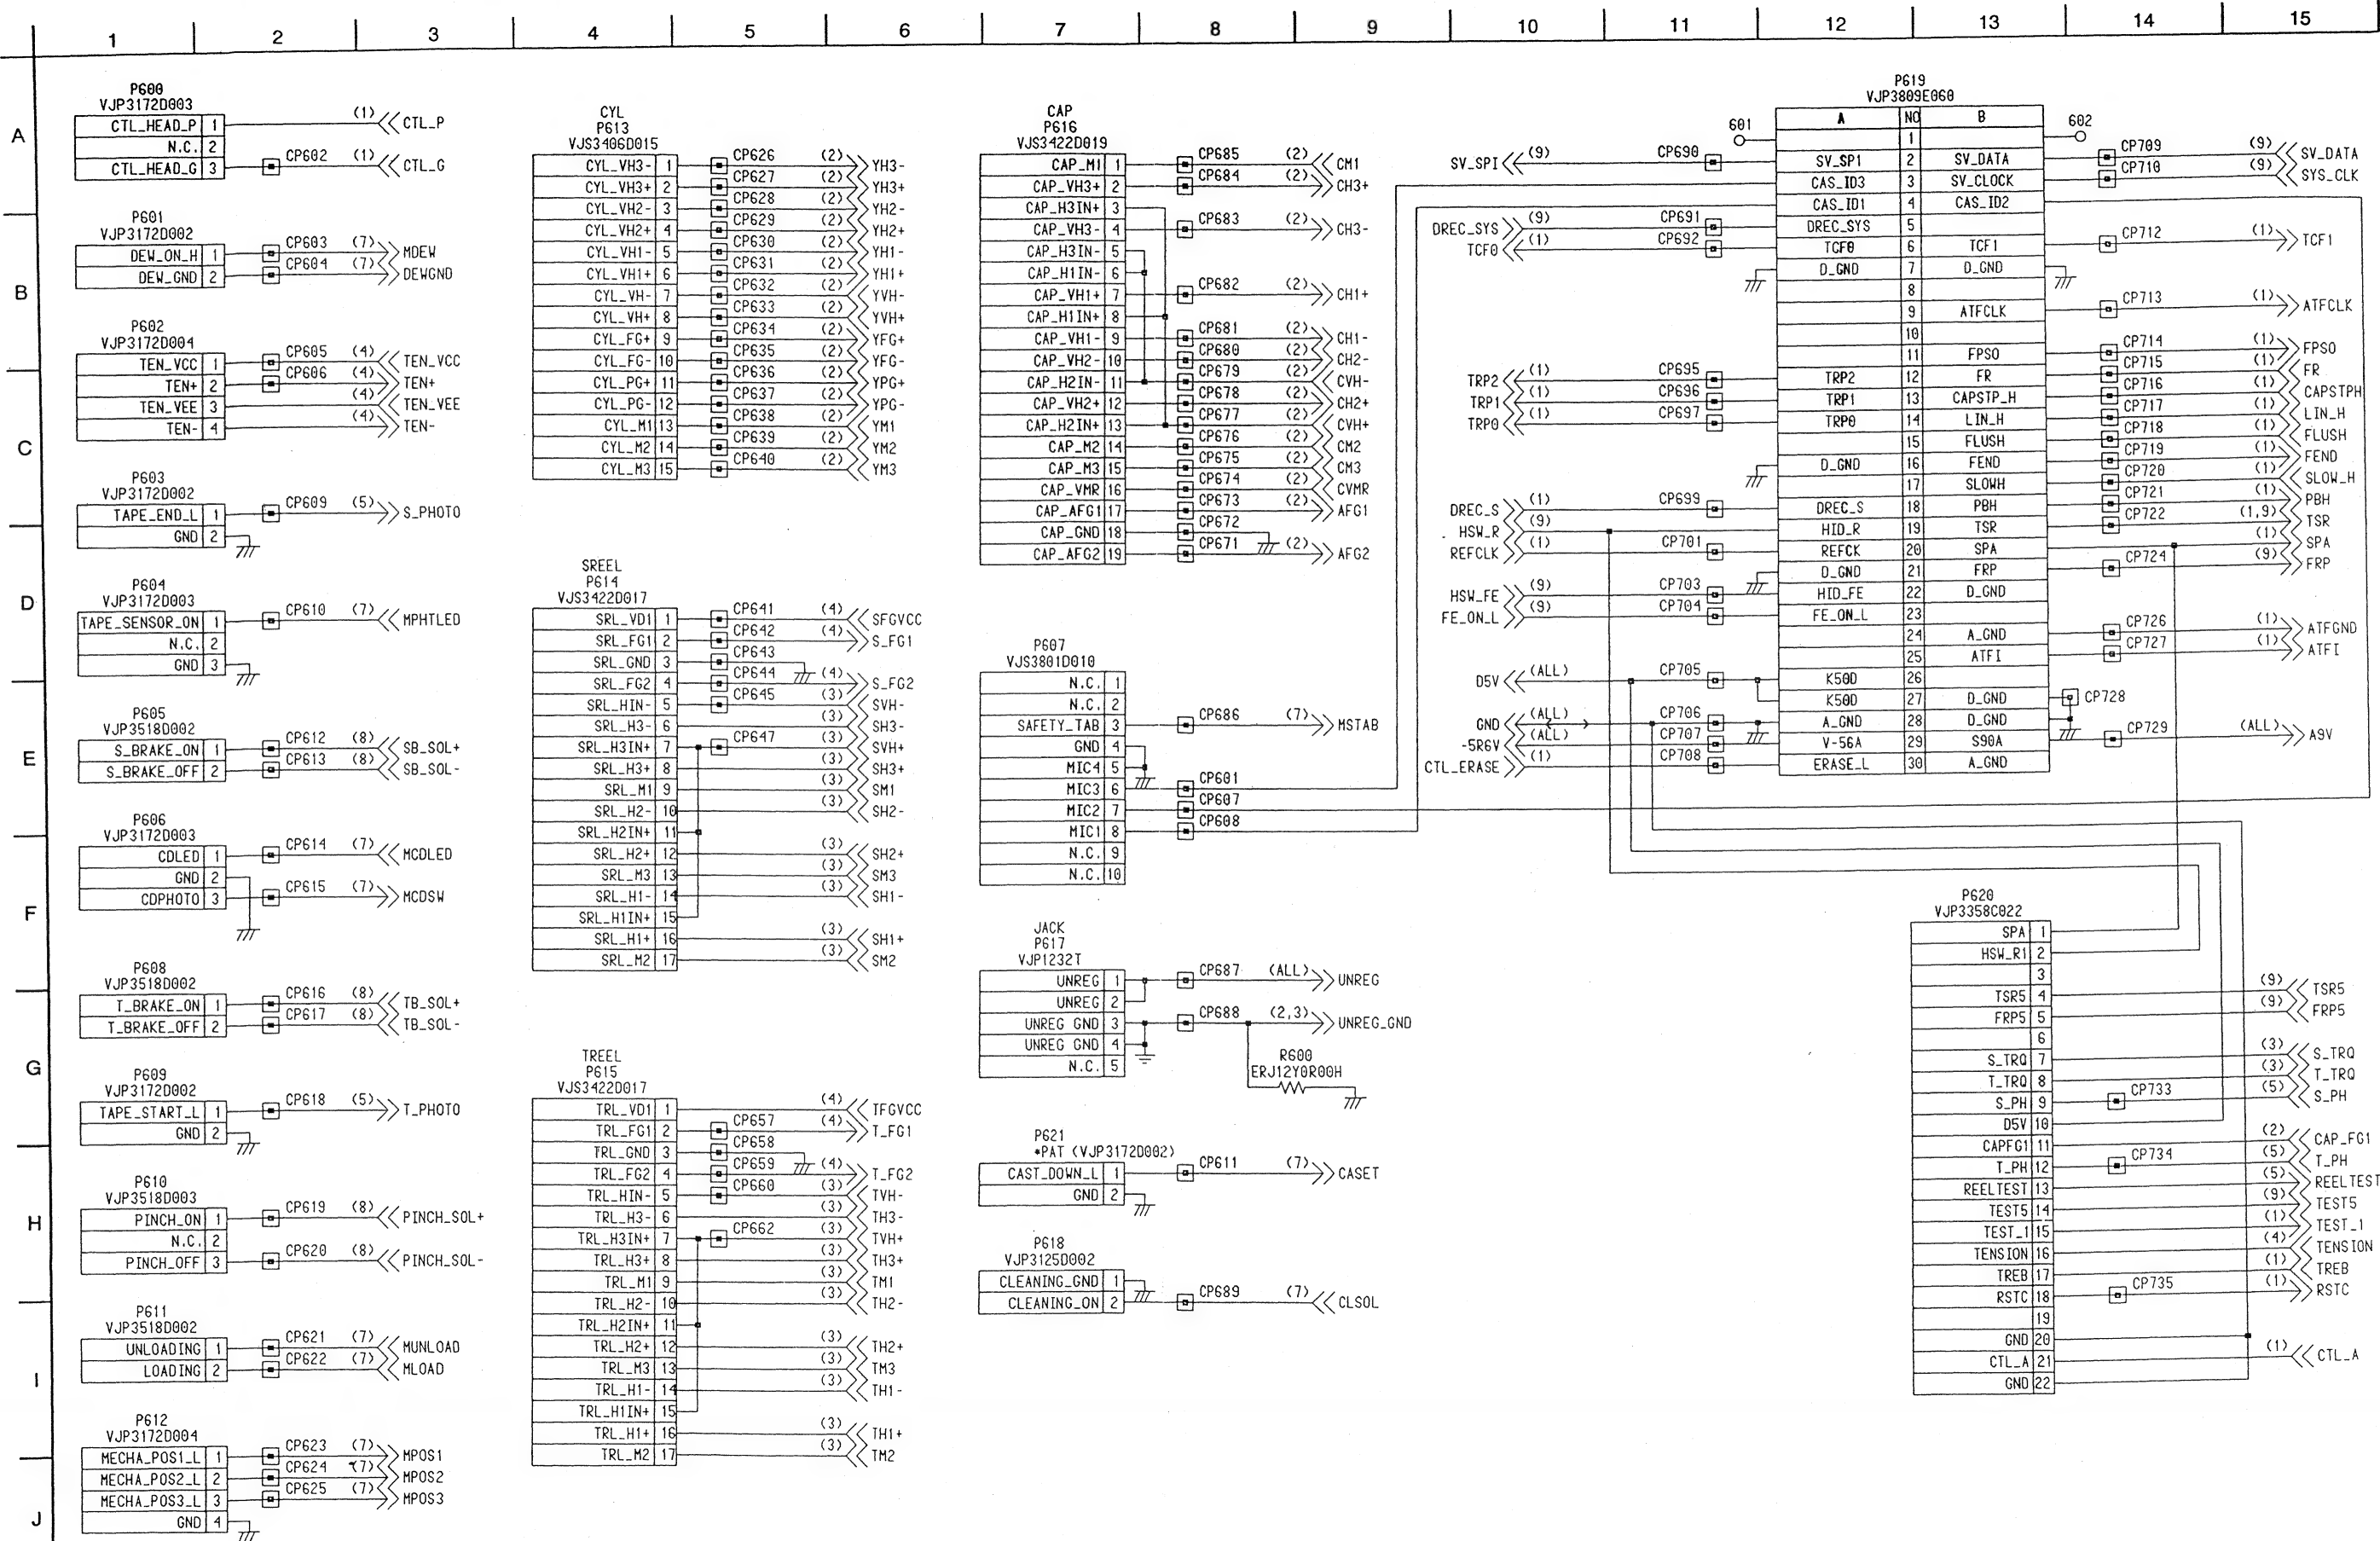 1 2 3 4 5 6 7 8 9 10 11 12 13 14 15
A
B
C
D
E
F
G
H
I
J
P600
VJP3172D003
CTL_HEAD_P 1 (1) CTL_P
N.C. 2
CTL_HEAD_G 3 CP602 (1) CTL_G
P601
VJP3172D002
DEW_ON_H 1 CP603 (7) MDEW
DEW_GND 2 CP604 (7) DEWGND
P602
VJP3172D004
TEN_VCC 1 CP605 (4) TEN_VCC
TEN+ 2 CP606 (4) TEN+
TEN_VEE 3 (4) TEN_VEE
TEN- 4 (4) TEN-
P603
VJP3172D002
TAPE_END_L 1 CP609 (5) S_PHOTO
GND 2
P604
VJP3172D003
TAPE_SENSOR_ON 1 CP610 (7) MPHTLED
N.C. 2
GND 3
P605
VJP3518D002
S_BRAKE_ON 1 CP612 (8) SB_SOL+
S_BRAKE_OFF 2 CP613 (8) SB_SOL-
P606
VJP3172D003
CDLED 1 CP614 (7) MCDLED
GND 2
CDPHOTO 3 CP615 (7) MCDSW
P608
VJP3518D002
T_BRAKE_ON 1 CP616 (8) TB_SOL+
T_BRAKE_OFF 2 CP617 (8) TB_SOL-
P609
VJP3172D002
TAPE_START_L 1 CP618 (5) T_PHOTO
GND 2
P610
VJP3518D003
PINCH_ON 1 CP619 (8) PINCH_SOL+
N.C. 2
PINCH_OFF 3 CP620 (8) PINCH_SOL-
P611
VJP3518D002
UNLOADING 1 CP621 (7) MUNLOAD
LOADING 2 CP622 (7) MLOAD
P612
VJP3172D004
MECHA_POS1_L 1 CP623 (7) MPOS1
MECHA_POS2_L 2 CP624 (7) MPOS2
MECHA_POS3_L 3 CP625 (7) MPOS3
GND 4
CYL
P613
VJS3406D015
CYL_VH3- 1 CP626 (2) YH3-
CYL_VH3+ 2 CP627 (2) YH3+
CYL_VH2- 3 CP628 (2) YH2-
CYL_VH2+ 4 CP629 (2) YH2+
CYL_VH1- 5 CP630 (2) YH1-
CYL_VH1+ 6 CP631 (2) YH1+
CYL_VH- 7 CP632 (2) YVH-
CYL_VH+ 8 CP633 (2) YVH+
CYL_FG+ 9 CP634 (2) YFG+
CYL_FG- 10 CP635 (2) YFG-
CYL_PG+ 11 CP636 (2) YPG+
CYL_PG- 12 CP637 (2) YPG-
CYL_M1 13 CP638 (2) YM1
CYL_M2 14 CP639 (2) YM2
CYL_M3 15 CP640 (2) YM3
SREEL
P614
VJS3422D017
SRL_VD1 1 CP641 (4) SFGVCC
SRL_FG1 2 CP642 (4) S_FG1
SRL_GND 3 CP643
SRL_FG2 4 CP644 (4) S_FG2
SRL_HIN- 5 CP645 (3) SVH-
SRL_H3- 6 (3) SH3-
SRL_H3IN+ 7 CP647 (3) SVH+
SRL_H3+ 8 (3) SH3+
SRL_M1 9 (3) SM1
SRL_H2- 10 (3) SH2-
SRL_H2IN+ 11
SRL_H2+ 12 (3) SH2+
SRL_M3 13 (3) SM3
SRL_H1- 14 (3) SH1-
SRL_H1IN+ 15
SRL_H1+ 16 (3) SH1+
SRL_M2 17 (3) SM2
TREEL
P615
VJS3422D017
TRL_VD1 1 (4) TFGVCC
TRL_FG1 2 CP657 (4) T_FG1
TRL_GND 3 CP658
TRL_FG2 4 CP659 (4) T_FG2
TRL_HIN- 5 CP660 (3) TVH-
TRL_H3- 6 (3) TH3-
TRL_H3IN+ 7 CP662 (3) TVH+
TRL_H3+ 8 (3) TH3+
TRL_M1 9 (3) TM1
TRL_H2- 10 (3) TH2-
TRL_H2IN+ 11
TRL_H2+ 12 (3) TH2+
TRL_M3 13 (3) TM3
TRL_H1- 14 (3) TH1-
TRL_H1IN+ 15
TRL_H1+ 16 (3) TH1+
TRL_M2 17 (3) TM2
CAP
P616
VJS3422D019
CAP_M1 1 CP685 (2) CM1
CAP_VH3+ 2 CP684 (2) CH3+
CAP_H3IN+ 3
CAP_VH3- 4 CP683 (2) CH3-
CAP_H3IN- 5
CAP_H1IN- 6
CAP_VH1+ 7 CP682 (2) CH1+
CAP_H1IN+ 8
CAP_VH1- 9 CP681 (2) CH1-
CAP_VH2- 10 CP680 (2) CH2-
CAP_H2IN- 11 CP679 (2) CVH-
CAP_VH2+ 12 CP678 (2) CH2+
CAP_H2IN+ 13 CP677 (2) CVH+
CAP_M2 14 CP676 (2) CM2
CAP_M3 15 CP675 (2) CM3
CAP_VMR 16 CP674 (2) CVMR
CAP_AFG1 17 CP673 (2) AFG1
CAP_GND 18 CP672
CAP_AFG2 19 CP671 (2) AFG2
P607
VJS3801D010
N.C. 1
N.C. 2
SAFETY_TAB 3 CP686 (7) MSTAB
GND 4
MIC4 5
MIC3 6 CP601
MIC2 7 CP607
MIC1 8 CP608
N.C. 9
N.C. 10
JACK
P617
VJP1232T
UNREG 1 CP687 (ALL) UNREG
UNREG 2
UNREG GND 3 CP688 (2,3) UNREG_GND
UNREG GND 4
N.C. 5
R600
ERJ12Y0R00H
P621
*PAT (VJP3172D002)
CAST_DOWN_L 1 CP611 (7) CASET
GND 2
P618
VJP3125D002
CLEANING_GND 1
CLEANING_ON 2 CP689 (7) CLSOL
P619
VJP3809E060
A NO B
601 1 602
SV_SPI (9) CP690 SV_SP1 2 SV_DATA CP709 (9) SV_DATA
CAS_ID3 3 SV_CLOCK CP710 (9) SYS_CLK
CAS_ID1 4 CAS_ID2
DREC_SYS (9) CP691 DREC_SYS 5
TCF0 (1) CP692 TCF0 6 TCF1 CP712 (1) TCF1
D_GND 7 D_GND
8
9 ATFCLK CP713 (1) ATFCLK
10
11 FPSO CP714 (1) FPSO
TRP2 (1) CP695 TRP2 12 FR CP715 (1) FR
TRP1 (1) CP696 TRP1 13 CAPSTP_H CP716 (1) CAPSTPH
TRP0 (1) CP697 TRP0 14 LIN_H CP717 (1) LIN_H
15 FLUSH CP718 (1) FLUSH
D_GND 16 FEND CP719 (1) FEND
17 SLOWH CP720 (1) SLOW_H
DREC_S (1) CP699 DREC_S 18 PBH CP721 (1) PBH
HSW_R (9) HID_R 19 TSR CP722 (1,9) TSR
REFCLK (1) CP701 REFCK 20 SPA (1) SPA
D_GND 21 FRP CP724 (9) FRP
HSW_FE (9) CP703 HID_FE 22 D_GND
FE_ON_L (9) CP704 FE_ON_L 23
24 A_GND CP726 (1) ATFGND
25 ATFI CP727 (1) ATFI
D5V (ALL) CP705 K50D 26
K50D 27 D_GND CP728
GND (ALL) CP706 A_GND 28 D_GND
-5R6V (ALL) CP707 V-56A 29 S90A CP729 (ALL) A9V
CTL_ERASE (1) CP708 ERASE_L 30 A_GND
P620
VJP3358C022
SPA 1
HSW_R1 2
3
TSR5 4 (9) TSR5
FRP5 5 (9) FRP5
6
S_TRQ 7 (3) S_TRQ
T_TRQ 8 (3) T_TRQ
S_PH 9 CP733 (5) S_PH
D5V 10
CAPFG1 11 (2) CAP_FG1
T_PH 12 CP734 (5) T_PH
REELTEST 13 (5) REELTEST
TEST5 14 (9) TEST5
TEST_1 15 (1) TEST_1
TENSION 16 (4) TENSION
TREB 17 (1) TREB
RSTC 18 CP735 (1) RSTC
19
GND 20
CTL_A 21 (1) CTL_A
GND 22